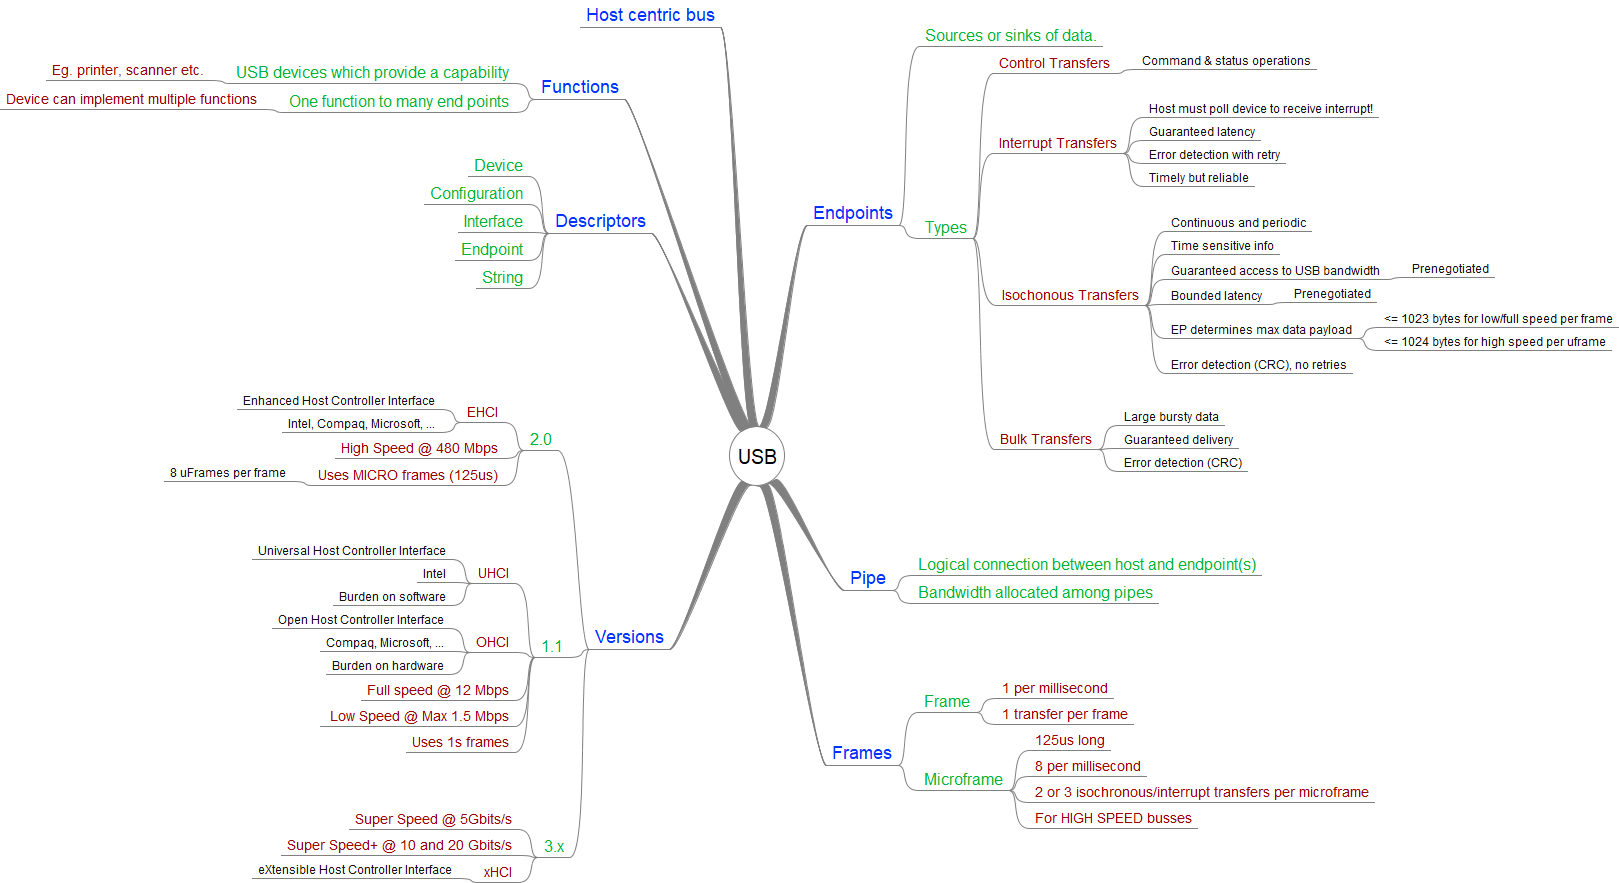 USB
Host centric bus
Functions
USB devices which provide a capability
Eg. printer, scanner etc.
One function to many end points
Device can implement multiple functions
Descriptors
Device
Configuration
Interface
Endpoint
String
Versions
2.0
EHCI
Enhanced Host Controller Interface
Intel, Compaq, Microsoft, ...
High Speed @ 480 Mbps
Uses MICRO frames (125us)
8 uFrames per frame
1.1
UHCI
Universal Host Controller Interface
Intel
Burden on software
OHCI
Open Host Controller Interface
Compaq, Microsoft, ...
Burden on hardware
Full speed @ 12 Mbps
Low Speed @ Max 1.5 Mbps
Uses 1s frames
3.x
Super Speed @ 5Gbits/s
Super Speed+ @ 10 and 20 Gbits/s
xHCI
eXtensible Host Controller Interface
Endpoints
Sources or sinks of data.
Types
Control Transfers
Command & status operations
Interrupt Transfers
Host must poll device to receive interrupt!
Guaranteed latency
Error detection with retry
Timely but reliable
Isochonous Transfers
Continuous and periodic
Time sensitive info
Guaranteed access to USB bandwidth
Prenegotiated
Bounded latency
Prenegotiated
EP determines max data payload
<= 1023 bytes for low/full speed per frame
<= 1024 bytes for high speed per uframe
Error detection (CRC), no retries
Bulk Transfers
Large bursty data
Guaranteed delivery
Error detection (CRC)
Pipe
Logical connection between host and endpoint(s)
Bandwidth allocated among pipes
Frames
Frame
1 per millisecond
1 transfer per frame
Microframe
125us long
8 per millisecond
2 or 3 isochronous/interrupt transfers per microframe
For HIGH SPEED busses